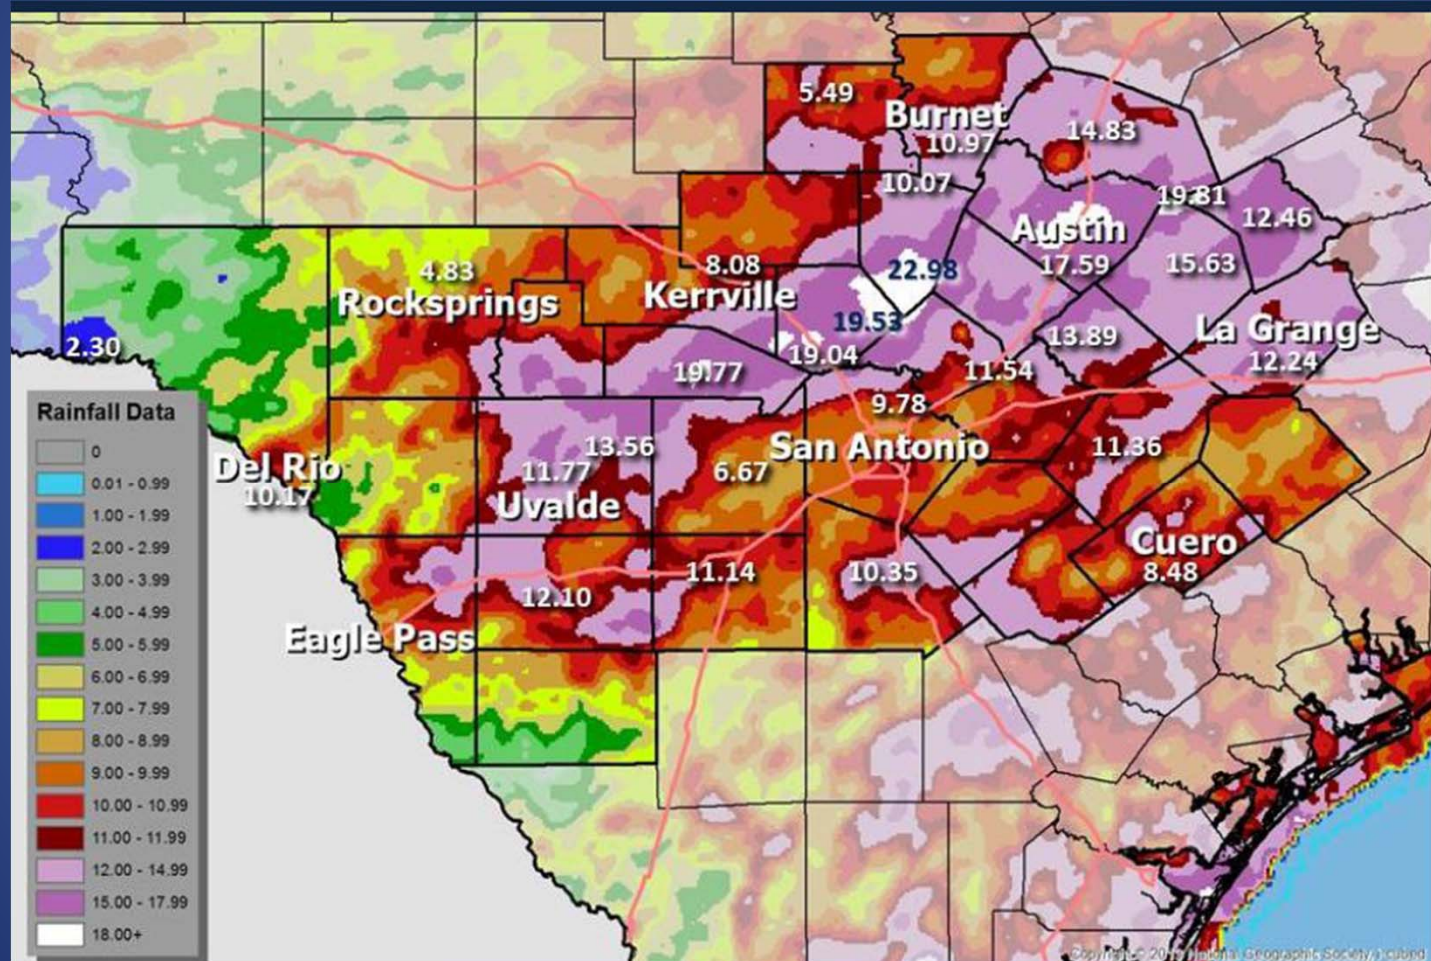 5.49
Burnet
10.97
14.83
10.07
19.81
12.46
Austin
17.59
15.63
22.98
4.83
8.08
Rocksprings
Kerrville
19.53
13.89
La Grange
12.24
2.30
19.04
19.77
11.54
9.78
13.56
San Antonio
11.36
Del Rio
10.17
11.77
6.67
Uvalde
Cuero
8.48
11.14
10.35
12.10
Eagle Pass
Rainfall Data
0
0.01 - 0.99
1.00 - 1.99
2.00 - 2.99
3.00 - 3.99
4.00 - 4.99
5.00 - 5.99
6.00 - 6.99
7.00 - 7.99
8.00 - 8.99
9.00 - 9.99
10.00 - 10.99
11.00 - 11.99
12.00 - 14.99
15.00 - 17.99
18.00+
National Geographic Society, i-cubed